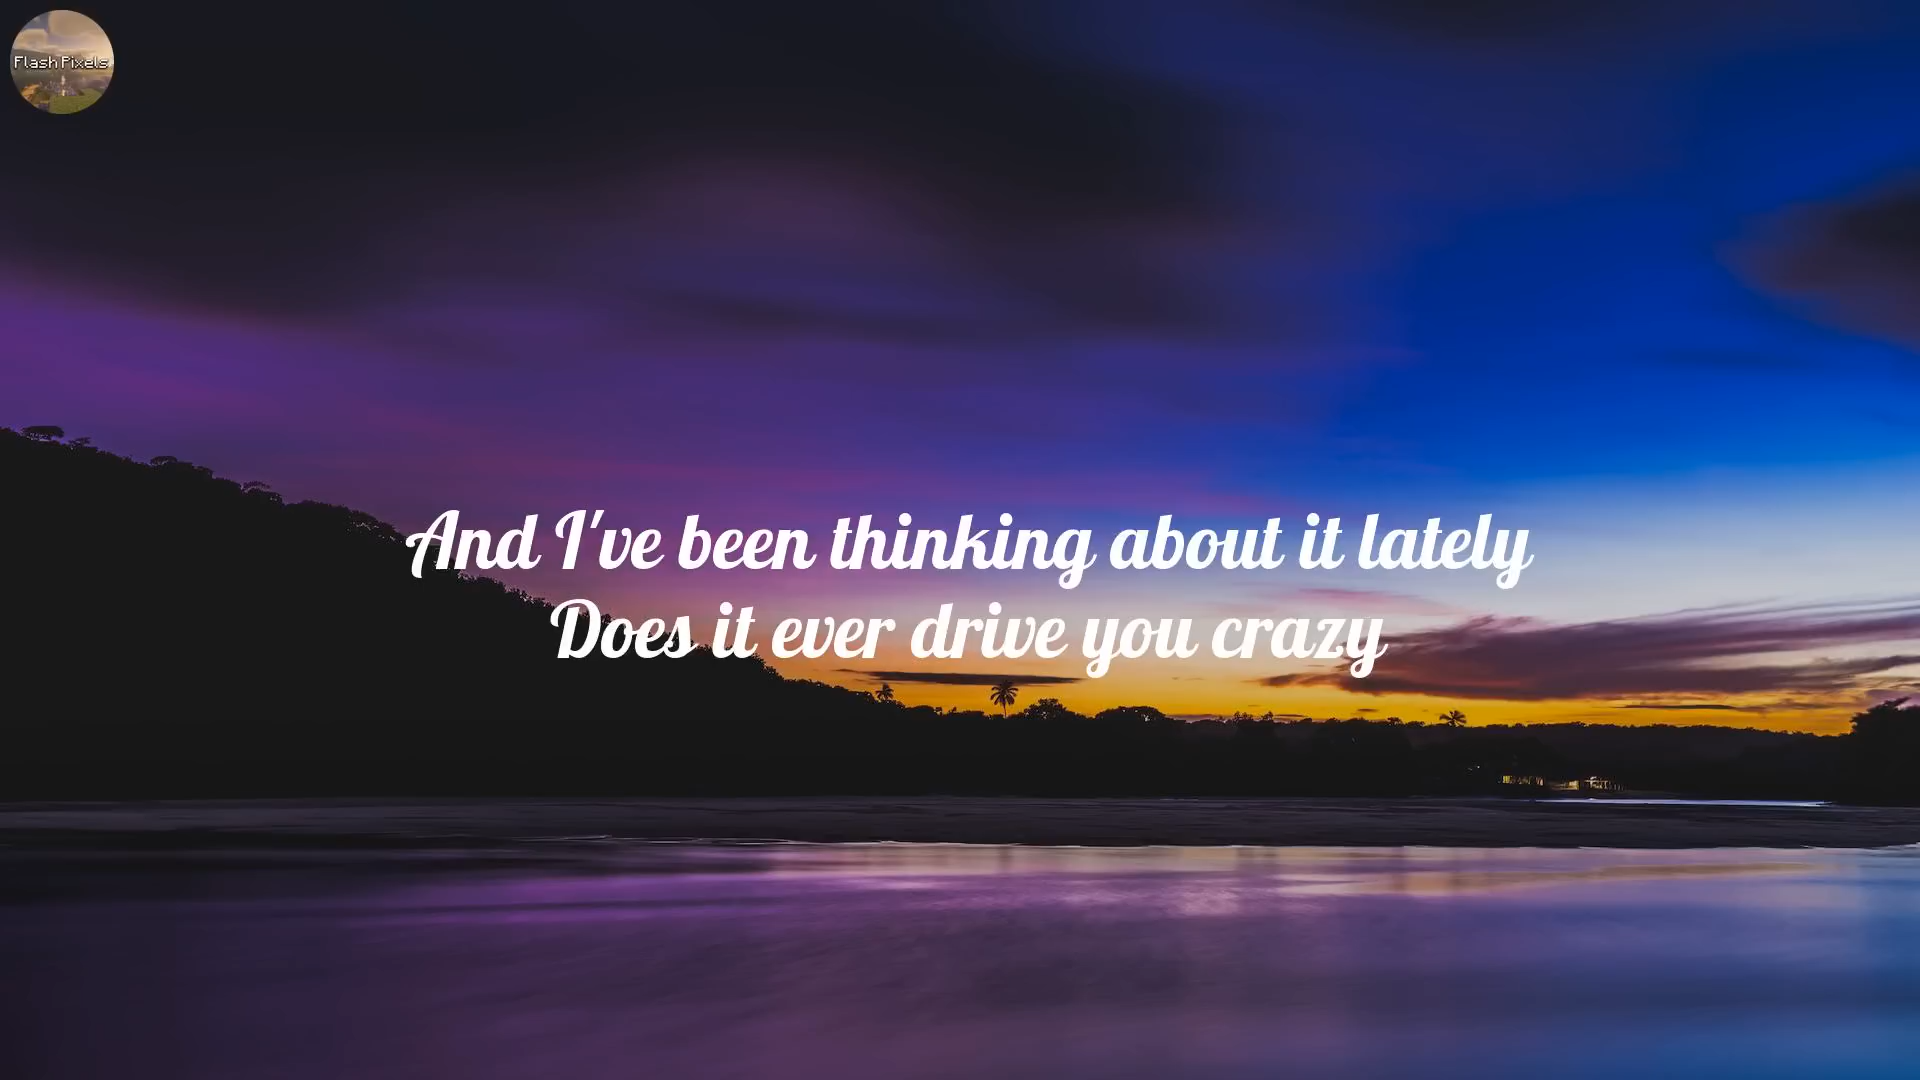 Flash Pixels
And I've been thinking about it lately
Does it ever drive you crazy